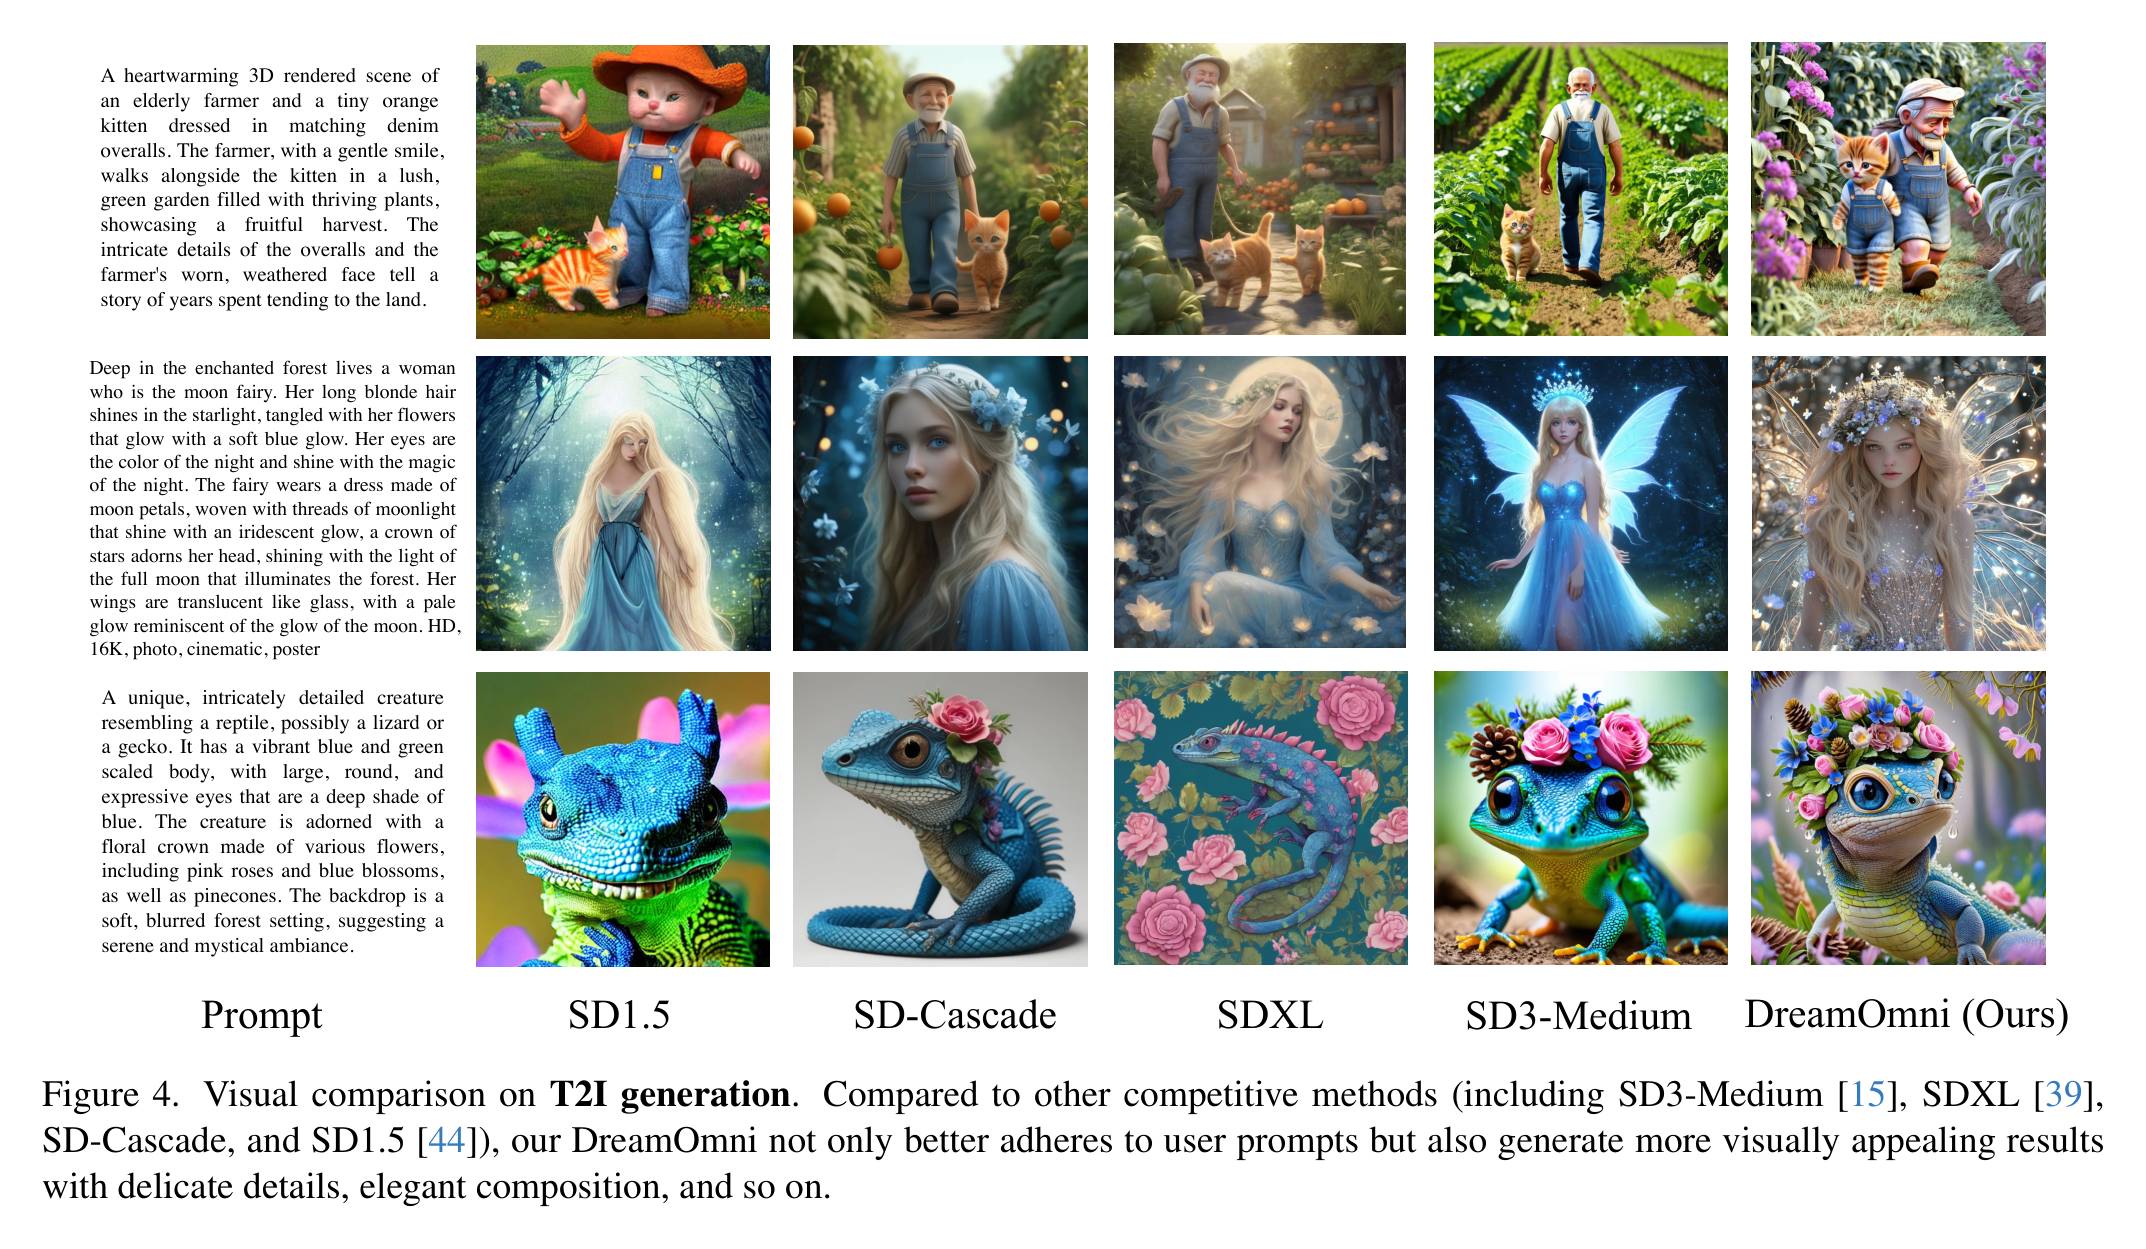 A heartwarming 3D rendered scene of
an elderly farmer and a tiny orange
kitten dressed in matching denim
overalls. The farmer, with a gentle smile,
walks alongside the kitten in a lush,
green garden filled with thriving plants,
showcasing a fruitful harvest. The
intricate details of the overalls and the
farmer's worn, weathered face tell a
story of years spent tending to the land.
Deep in the enchanted forest lives a woman
who is the moon fairy. Her long blonde hair
shines in the starlight, tangled with her flowers
that glow with a soft blue glow. Her eyes are
the color of the night and shine with the magic
of the night. The fairy wears a dress made of
moon petals, woven with threads of moonlight
that shine with an iridescent glow, a crown of
stars adorns her head, shining with the light of
the full moon that illuminates the forest. Her
wings are translucent like glass, with a pale
glow reminiscent of the glow of the moon. HD,
16K, photo, cinematic, poster
A unique, intricately detailed creature
resembling a reptile, possibly a lizard or
a gecko. It has a vibrant blue and green
scaled body, with large, round, and
expressive eyes that are a deep shade of
blue. The creature is adorned with a
floral crown made of various flowers,
including pink roses and blue blossoms,
as well as pinecones. The backdrop is a
soft, blurred forest setting, suggesting a
serene and mystical ambiance.
Prompt SD1.5 SD-Cascade SDXL SD3-Medium DreamOmni (Ours)
Figure 4. Visual comparison on T2I generation. Compared to other competitive methods (including SD3-Medium [15], SDXL [39],
SD-Cascade, and SD1.5 [44]), our DreamOmni not only better adheres to user prompts but also generate more visually appealing results
with delicate details, elegant composition, and so on.